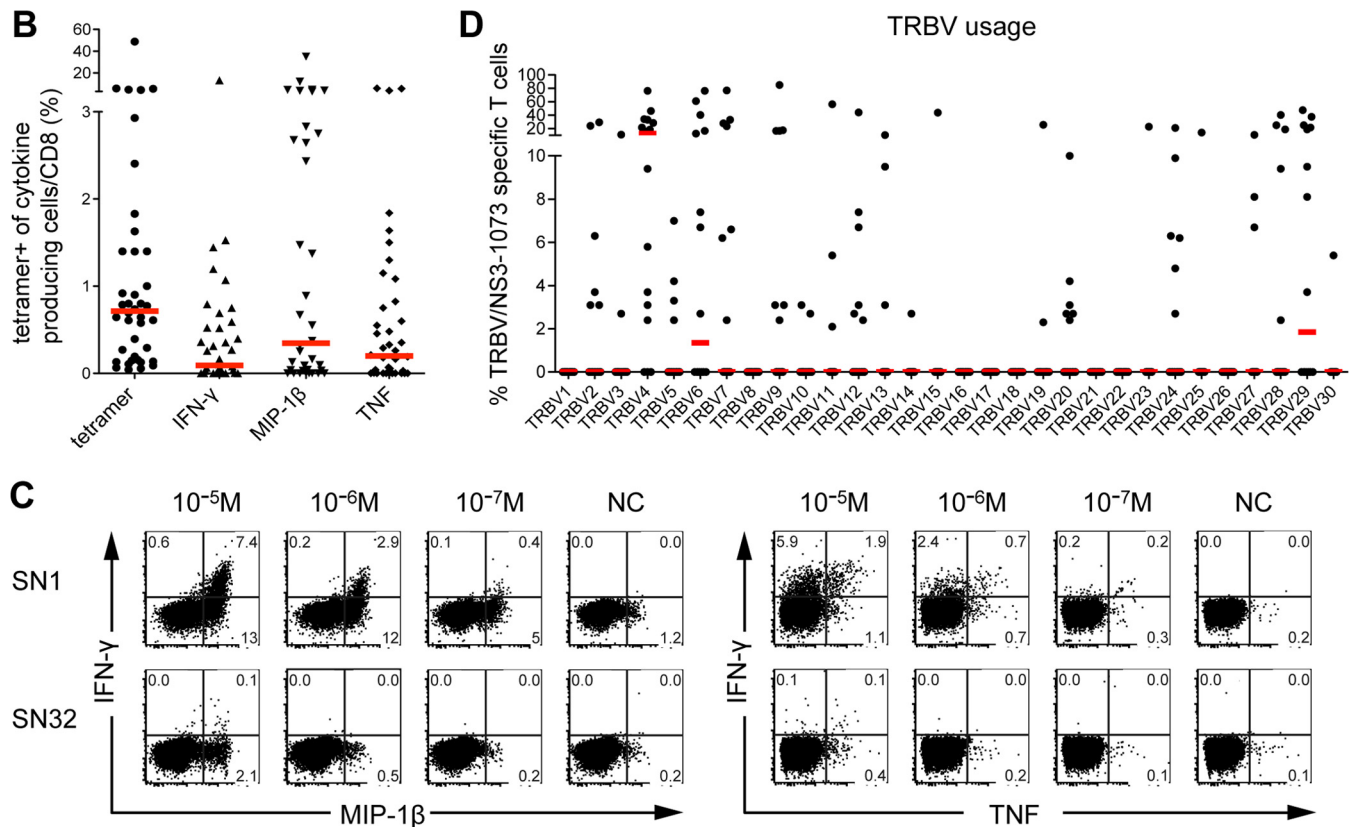 B
tetramer+ of cytokine
producing cells/CD8 (%)
60
40
20
3
2
1
0
tetramer
IFN-γ
MIP-1β
TNF
D
TRBV usage
% TRBV/NS3-1073 specific T cells
100
80
60
40
20
10
8
6
4
2
0
TRBV1
TRBV2
TRBV3
TRBV4
TRBV5
TRBV6
TRBV7
TRBV8
TRBV9
TRBV10
TRBV11
TRBV12
TRBV13
TRBV14
TRBV15
TRBV16
TRBV17
TRBV18
TRBV19
TRBV20
TRBV21
TRBV22
TRBV23
TRBV24
TRBV25
TRBV26
TRBV27
TRBV28
TRBV29
TRBV30
C
10⁻⁵M 10⁻⁶M 10⁻⁷M NC
SN1
0.6 7.4 0.2 2.9 0.1 0.4 0.0 0.0
13 12 5 1.2
SN32
0.0 0.1 0.0 0.0 0.0 0.0 0.0 0.0
2.1 0.5 0.2 0.2
IFN-γ
MIP-1β
10⁻⁵M 10⁻⁶M 10⁻⁷M NC
5.9 1.9 2.4 0.7 0.2 0.2 0.0 0.0
1.1 0.7 0.3 0.2
0.1 0.1 0.0 0.0 0.0 0.0 0.0 0.0
0.4 0.2 0.1 0.1
IFN-γ
TNF